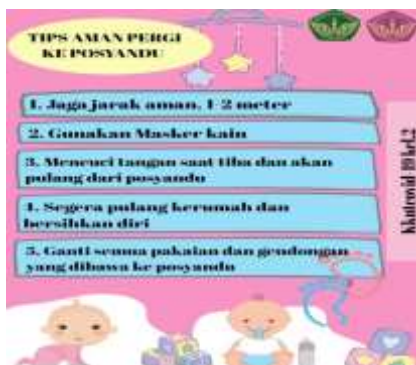 TIPS AMAN PERGI
KE POSYANDU
1. Jaga jarak aman, 1-2 meter
2. Gunakan Masker kain
3. Mencuci tangan saat tiba dan akan
pulang dari posyandu
4. Segera pulang kerumah dan
bersihkan diri
5. Ganti semua pakaian dan gendongan
yang dibawa ke posyandu